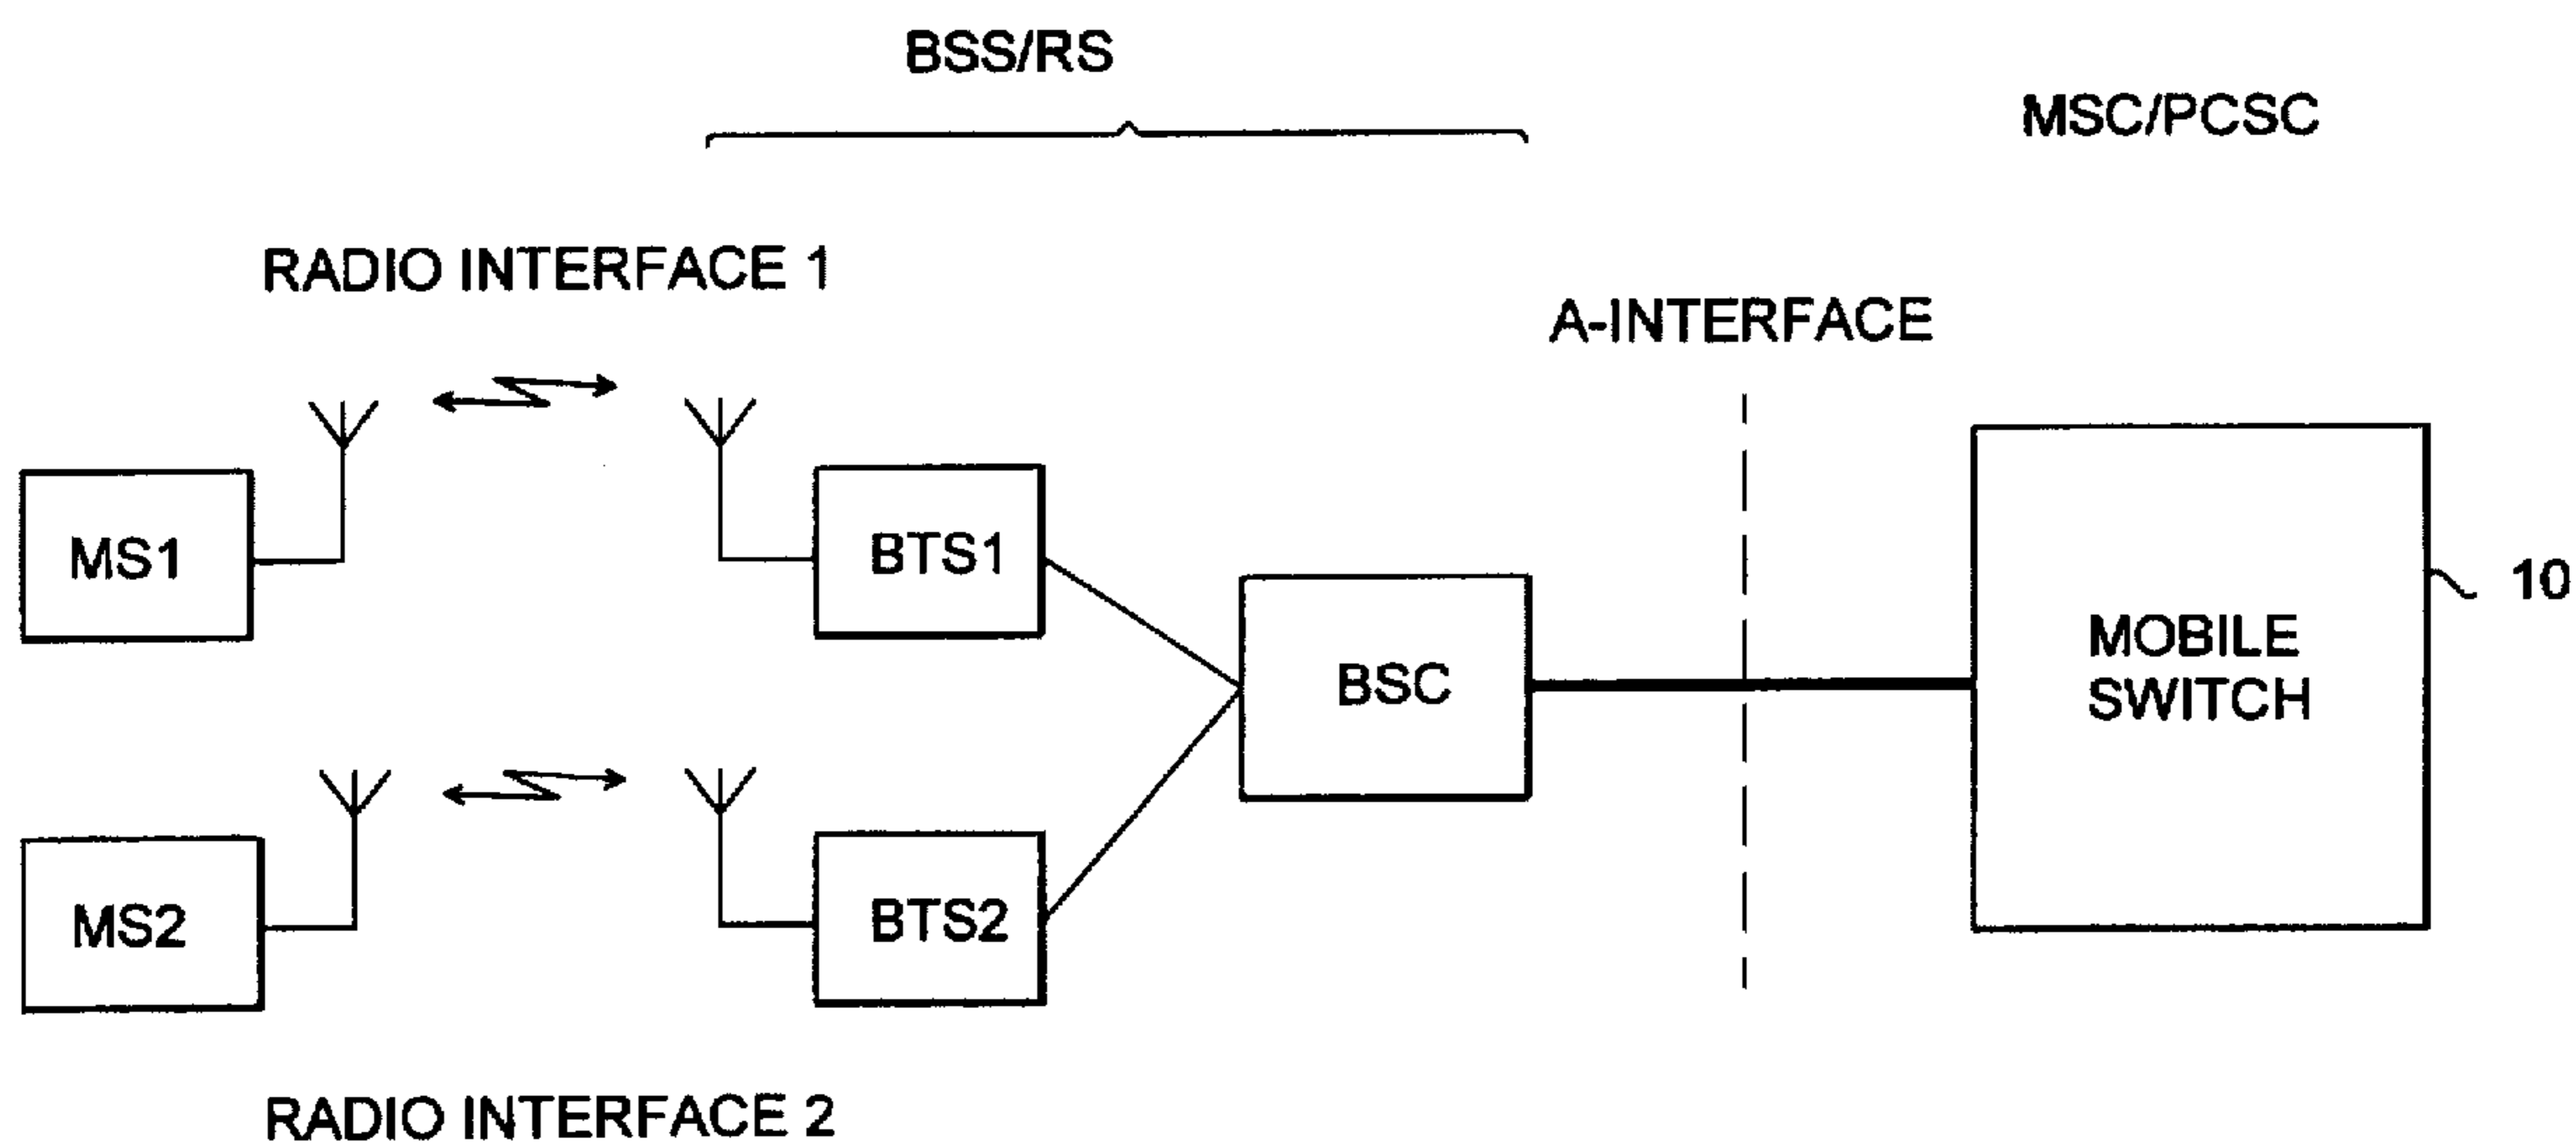 BSS/RS
MSC/PCSC
RADIO INTERFACE 1
A-INTERFACE
MS1
BTS1
10
MOBILE
SWITCH
BSC
MS2
BTS2
RADIO INTERFACE 2